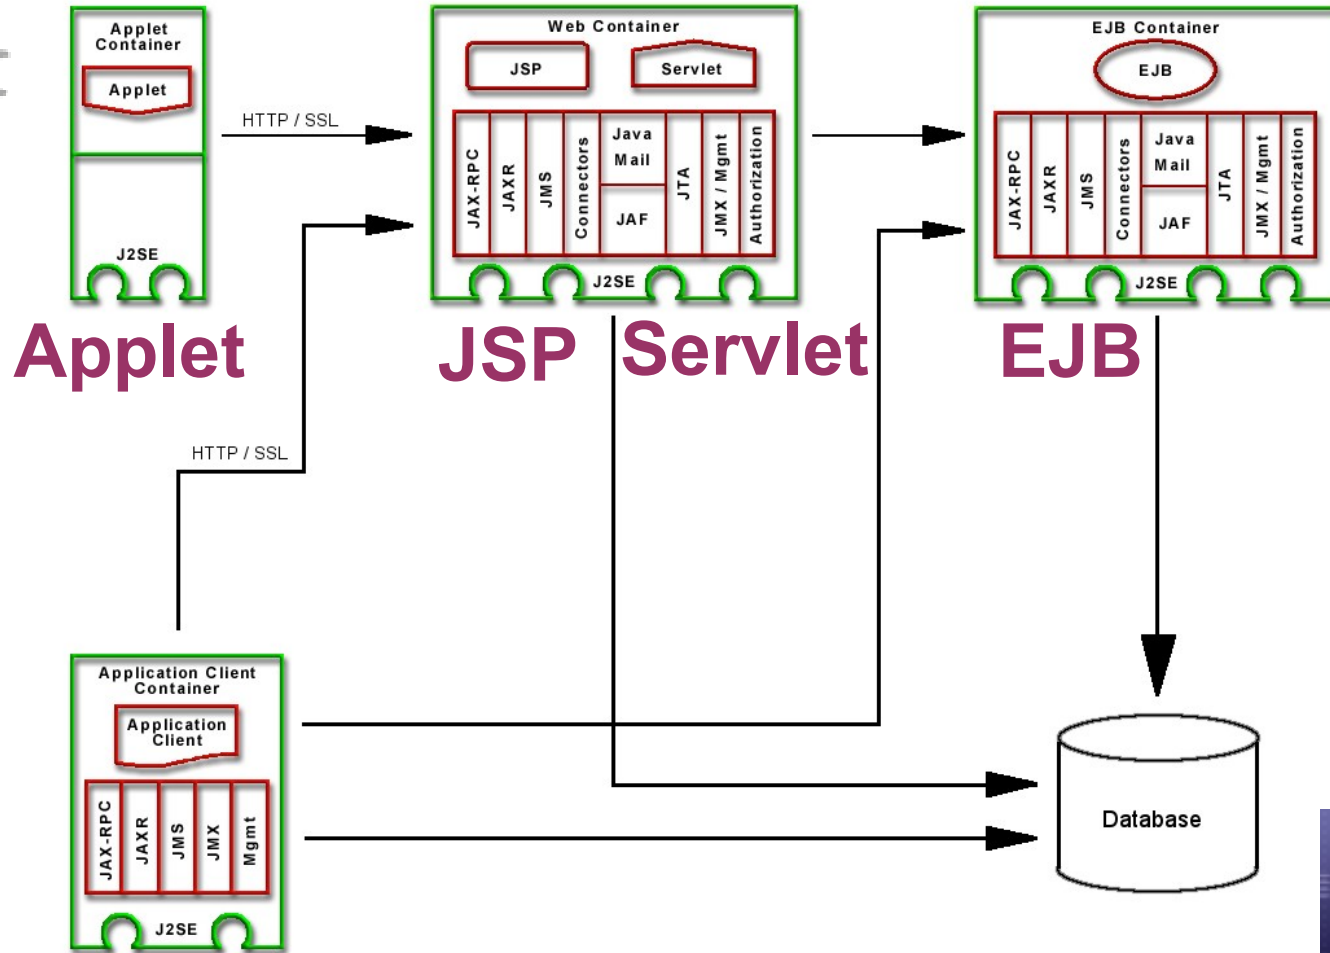 Applet
Container
Applet
J2SE
Applet
HTTP / SSL
Web Container
JSP
Servlet
JAX-RPC
JAXR
JMS
Connectors
Java
Mail
JAF
JTA
JMX / Mgmt
Authorization
J2SE
JSP
Servlet
EJB Container
EJB
JAX-RPC
JAXR
JMS
Connectors
Java
Mail
JAF
JTA
JMX / Mgmt
Authorization
J2SE
EJB
HTTP / SSL
Application Client
Container
Application
Client
JAX-RPC
JAXR
JMS
JMX
Mgmt
J2SE
Database